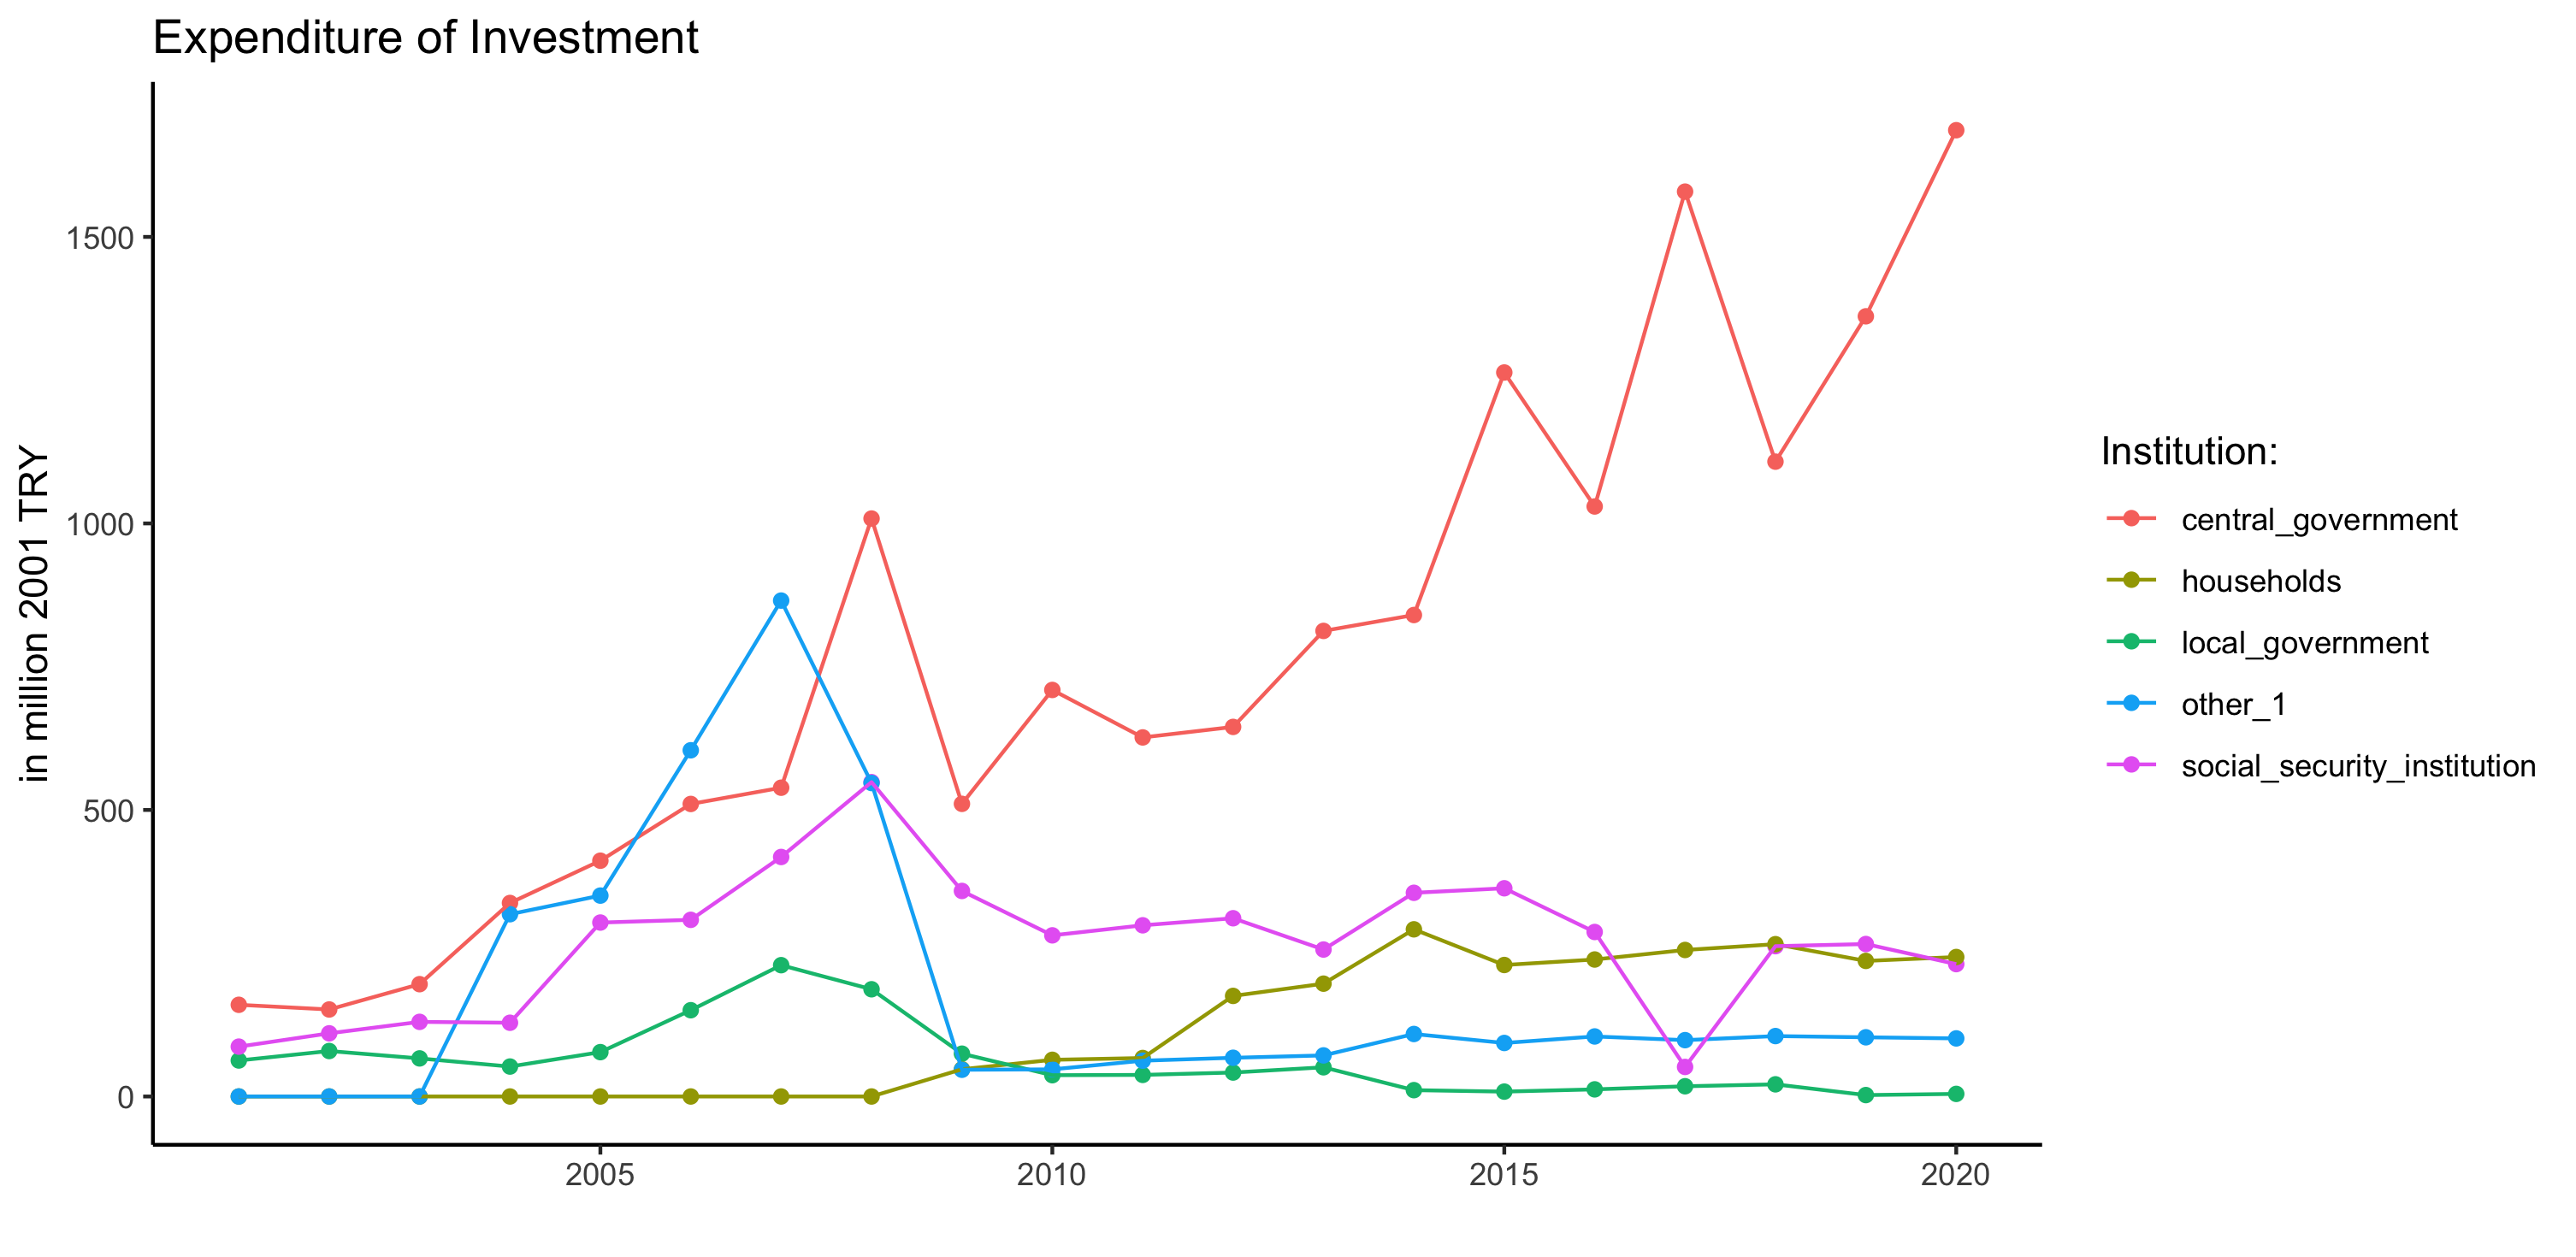 Expenditure of Investment
in million 2001 TRY
1500
1000
500
0
2005
2010
2015
2020
Institution:
central_government
households
local_government
other_1
social_security_institution